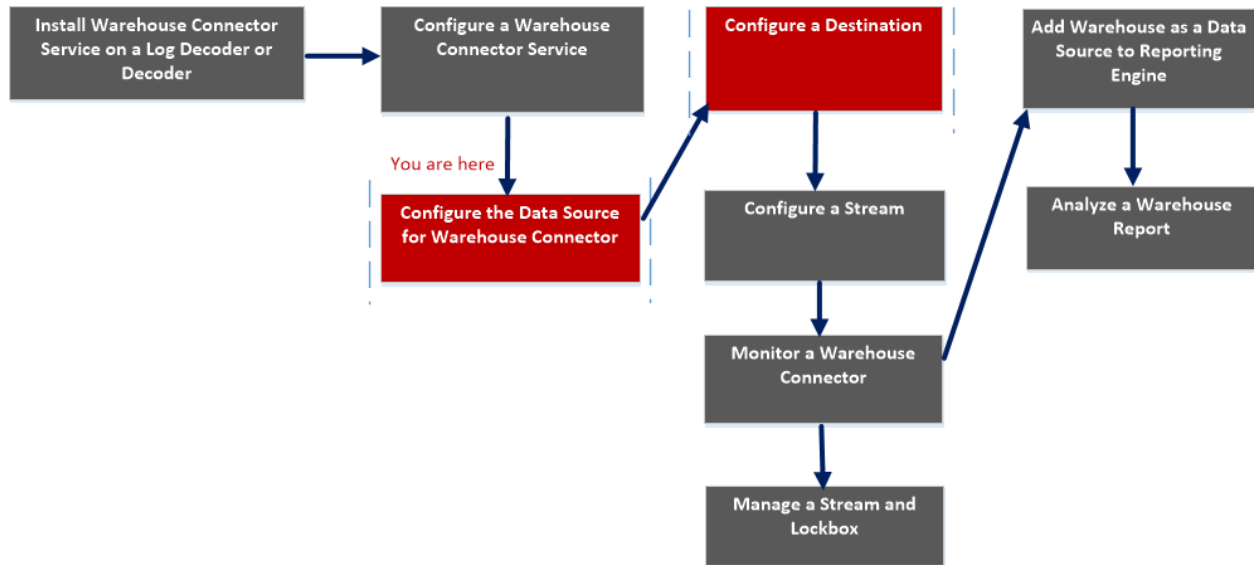 Install Warehouse Connector
Service on a Log Decoder or
Decoder
Configure a Warehouse
Connector Service
You are here
Configure the Data Source
for Warehouse Connector
Configure a Destination
Configure a Stream
Monitor a Warehouse
Connector
Manage a Stream and
Lockbox
Add Warehouse as a Data
Source to Reporting
Engine
Analyze a Warehouse
Report